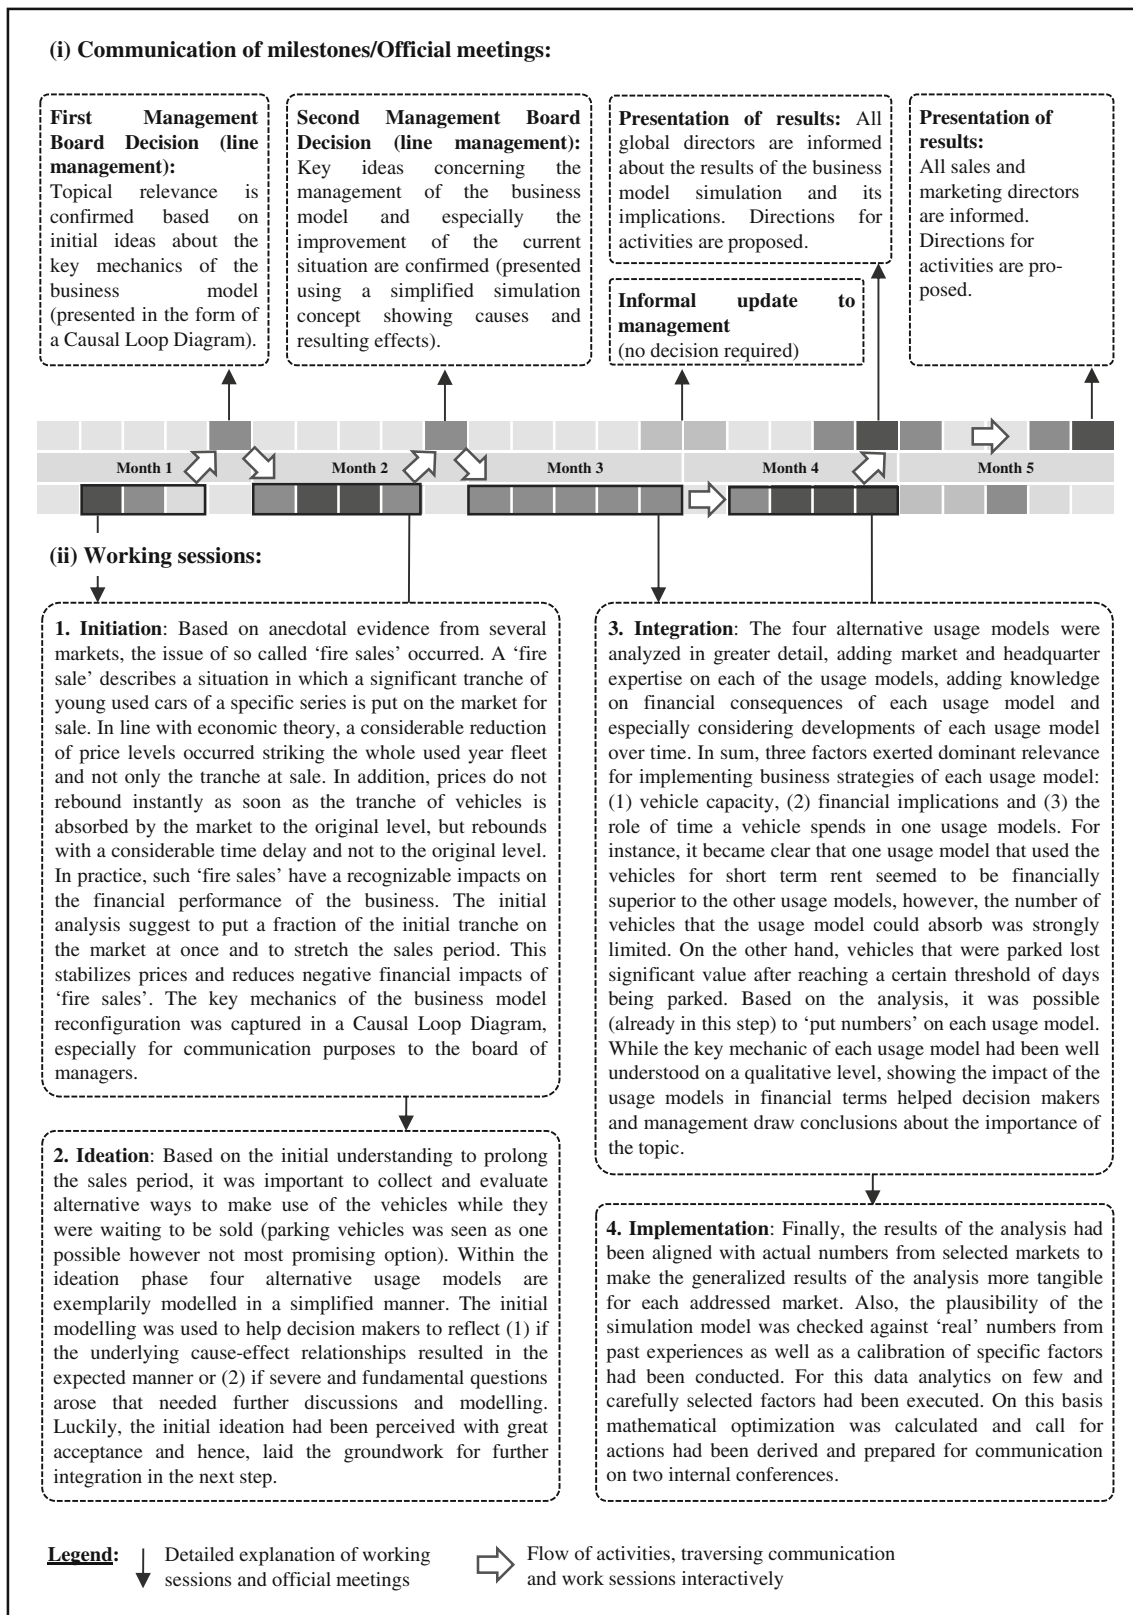 (i) Communication of milestones/Official meetings:
First Management
Board Decision (line
management):
Topical relevance is
confirmed based on
initial ideas about the
key mechanics of the
business model
(presented in the form of
a Causal Loop Diagram).
Second Management Board
Decision (line management):
Key ideas concerning the
management of the business
model and especially the
improvement of the current
situation are confirmed (presented
using a simplified simulation
concept showing causes and
resulting effects).
Presentation of results: All
global directors are informed
about the results of the business
model simulation and its
implications. Directions for
activities are proposed.
Informal update to
management
(no decision required)
Presentation of
results:
All sales and
marketing directors
are informed.
Directions for
activities are pro-
posed.
Month 1
Month 2
Month 3
Month 4
Month 5
(ii) Working sessions:
1. Initiation: Based on anecdotal evidence from several
markets, the issue of so called ‘fire sales’ occurred. A ‘fire
sale’ describes a situation in which a significant tranche of
young used cars of a specific series is put on the market for
sale. In line with economic theory, a considerable reduction
of price levels occurred striking the whole used year fleet
and not only the tranche at sale. In addition, prices do not
rebound instantly as soon as the tranche of vehicles is
absorbed by the market to the original level, but rebounds
with a considerable time delay and not to the original level.
In practice, such ‘fire sales’ have a recognizable impacts on
the financial performance of the business. The initial
analysis suggest to put a fraction of the initial tranche on
the market at once and to stretch the sales period. This
stabilizes prices and reduces negative financial impacts of
‘fire sales’. The key mechanics of the business model
reconfiguration was captured in a Causal Loop Diagram,
especially for communication purposes to the board of
managers.
2. Ideation: Based on the initial understanding to prolong
the sales period, it was important to collect and evaluate
alternative ways to make use of the vehicles while they
were waiting to be sold (parking vehicles was seen as one
possible however not most promising option). Within the
ideation phase four alternative usage models are
exemplarily modelled in a simplified manner. The initial
modelling was used to help decision makers to reflect (1) if
the underlying cause-effect relationships resulted in the
expected manner or (2) if severe and fundamental questions
arose that needed further discussions and modelling.
Luckily, the initial ideation had been perceived with great
acceptance and hence, laid the groundwork for further
integration in the next step.
3. Integration: The four alternative usage models were
analyzed in greater detail, adding market and headquarter
expertise on each of the usage models, adding knowledge
on financial consequences of each usage model and
especially considering developments of each usage model
over time. In sum, three factors exerted dominant relevance
for implementing business strategies of each usage model:
(1) vehicle capacity, (2) financial implications and (3) the
role of time a vehicle spends in one usage models. For
instance, it became clear that one usage model that used the
vehicles for short term rent seemed to be financially
superior to the other usage models, however, the number of
vehicles that the usage model could absorb was strongly
limited. On the other hand, vehicles that were parked lost
significant value after reaching a certain threshold of days
being parked. Based on the analysis, it was possible
(already in this step) to ‘put numbers’ on each usage model.
While the key mechanic of each usage model had been well
understood on a qualitative level, showing the impact of the
usage models in financial terms helped decision makers
and management draw conclusions about the importance of
the topic.
4. Implementation: Finally, the results of the analysis had
been aligned with actual numbers from selected markets to
make the generalized results of the analysis more tangible
for each addressed market. Also, the plausibility of the
simulation model was checked against ‘real’ numbers from
past experiences as well as a calibration of specific factors
had been conducted. For this data analytics on few and
carefully selected factors had been executed. On this basis
mathematical optimization was calculated and call for
actions had been derived and prepared for communication
on two internal conferences.
Legend:
Detailed explanation of working
sessions and official meetings
Flow of activities, traversing communication
and work sessions interactively